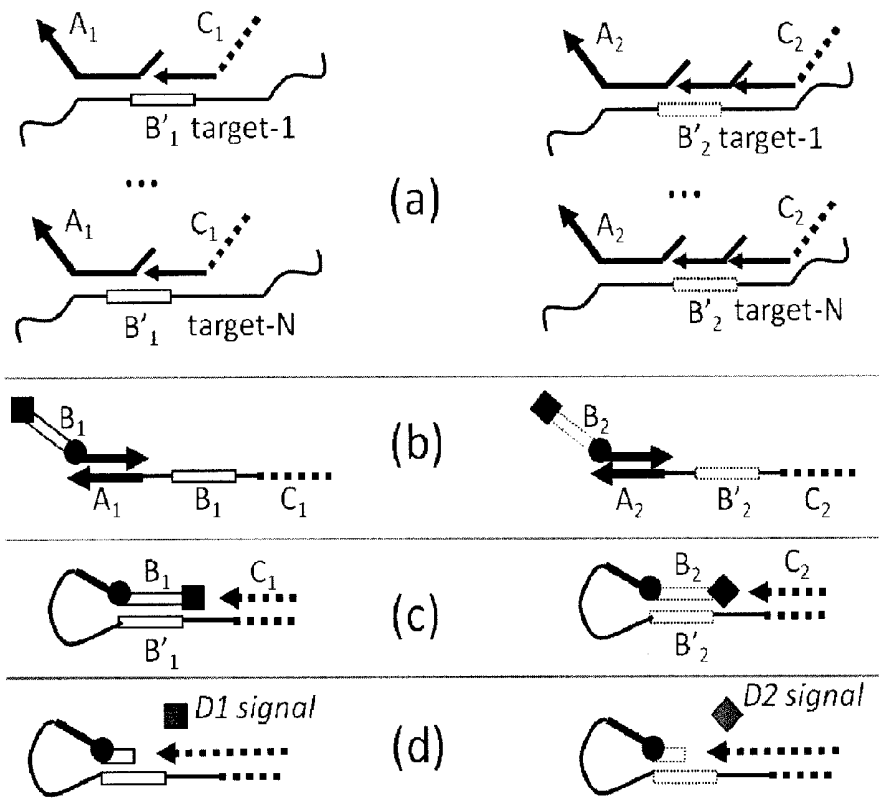 A1 C1
B'1 target-1
A2 C2
B'2 target-1
...
...
(a)
A1 C1
B'1 target-N
A2 C2
B'2 target-N
B1
A1 B1 C1
(b)
B2
A2 B'2 C2
B1 C1
B'1
(c)
B2 C2
B'2
D1 signal
(d)
D2 signal